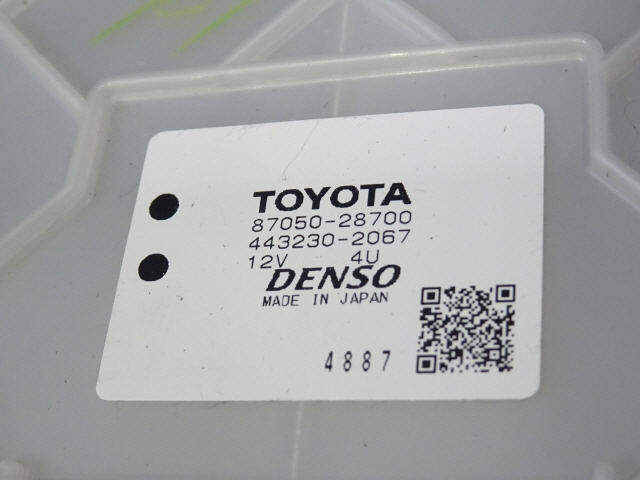 TOYOTA
87050-28700
443230-2067
12V 4U
DENSO
MADE IN JAPAN
4887